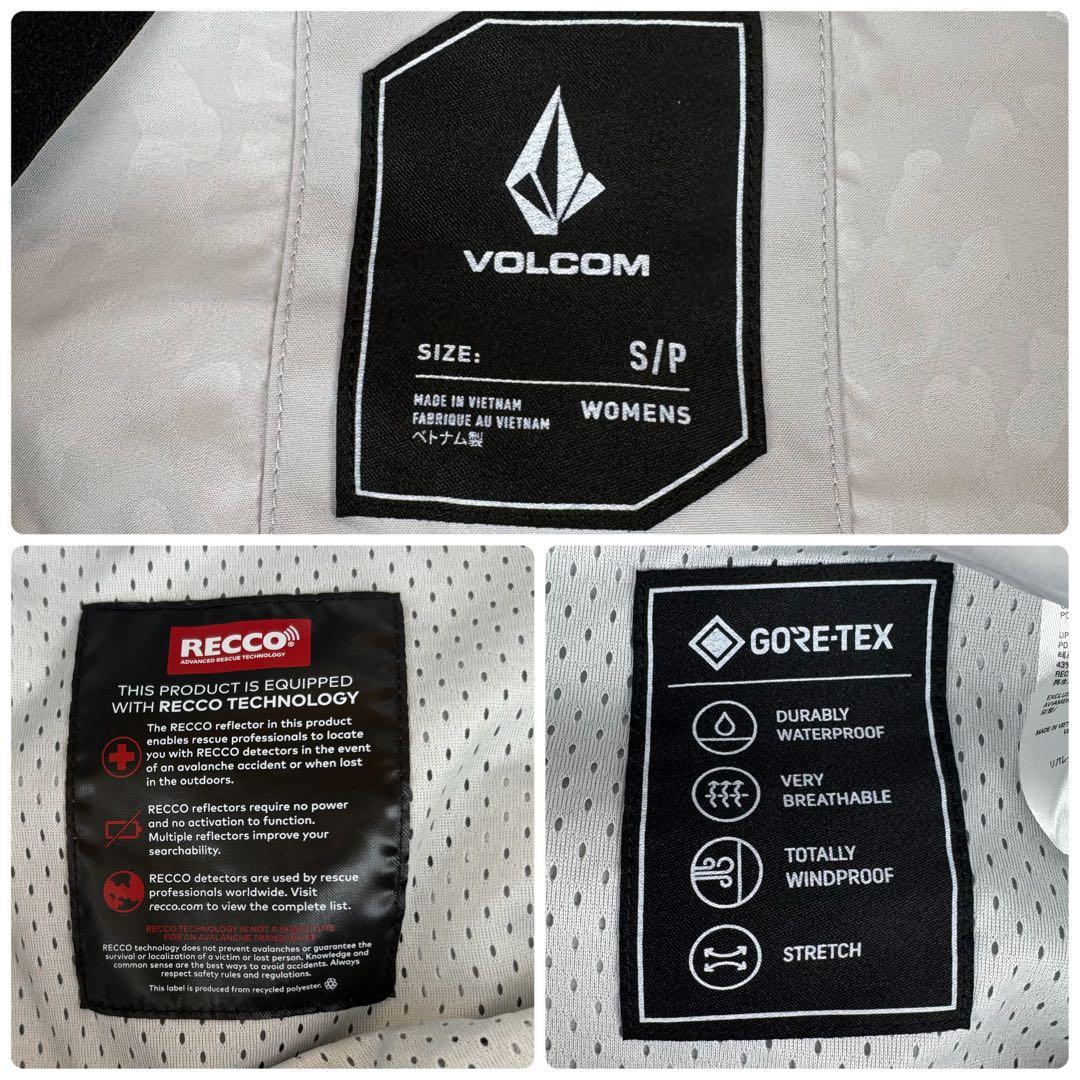 VOLCOM
SIZE: S/P
MADE IN VIETNAM
FABRIQUE AU VIETNAM
ベトナム製
WOMENS
RECCO®
ADVANCED RESCUE TECHNOLOGY
THIS PRODUCT IS EQUIPPED
WITH RECCO TECHNOLOGY
The RECCO reflector in this product
enables rescue professionals to locate
you with RECCO detectors in the event
of an avalanche accident or when lost
in the outdoors.
RECCO reflectors require no power
and no activation to function.
Multiple reflectors improve your
searchability.
RECCO detectors are used by rescue
professionals worldwide. Visit
recco.com to view the complete list.
RECCO TECHNOLOGY IS NOT A SUBSTITUTE
FOR AN AVALANCHE TRANSCEIVER
RECCO technology does not prevent avalanches or guarantee the
survival or localization of a victim or lost person. Knowledge and
common sense are the best ways to avoid accidents. Always
respect safety rules and regulations.
This label is produced from recycled polyester.
GORE-TEX
DURABLY
WATERPROOF
VERY
BREATHABLE
TOTALLY
WINDPROOF
STRETCH
43%
MADE IN VIET